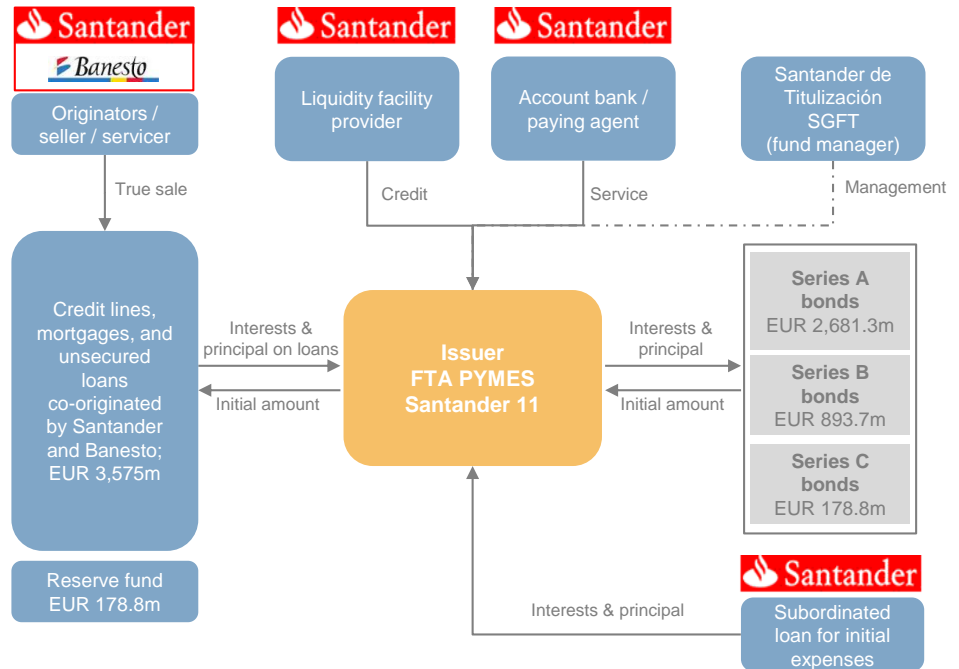 Santander
Banesto
Originators /
seller / servicer
Santander
Liquidity facility
provider
Santander
Account bank /
paying agent
Santander de
Titulización
SGFT
(fund manager)
True sale
Credit
Service
Management
Credit lines,
mortgages, and
unsecured
loans
co-originated
by Santander
and Banesto;
EUR 3,575m
Interests &
principal on loans
Initial amount
Issuer
FTA PYMES
Santander 11
Interests &
principal
Initial amount
Series A
bonds
EUR 2,681.3m
Series B
bonds
EUR 893.7m
Series C
bonds
EUR 178.8m
Reserve fund
EUR 178.8m
Interests & principal
Santander
Subordinated
loan for initial
expenses